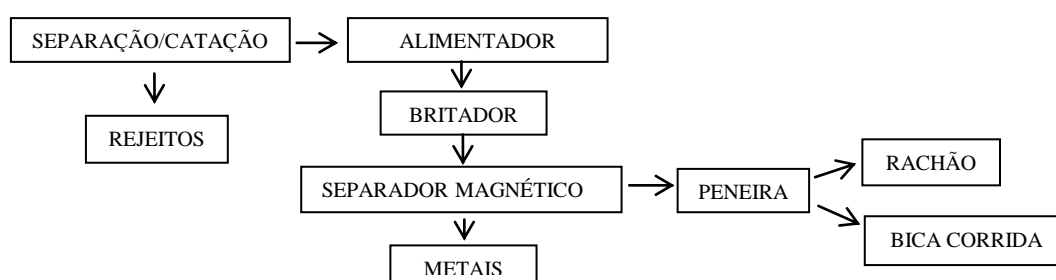 SEPARAÇÃO/CATAÇÃO
ALIMENTADOR
REJEITOS
BRITADOR
SEPARADOR MAGNÉTICO
PENEIRA
RACHÃO
BICA CORRIDA
METAIS